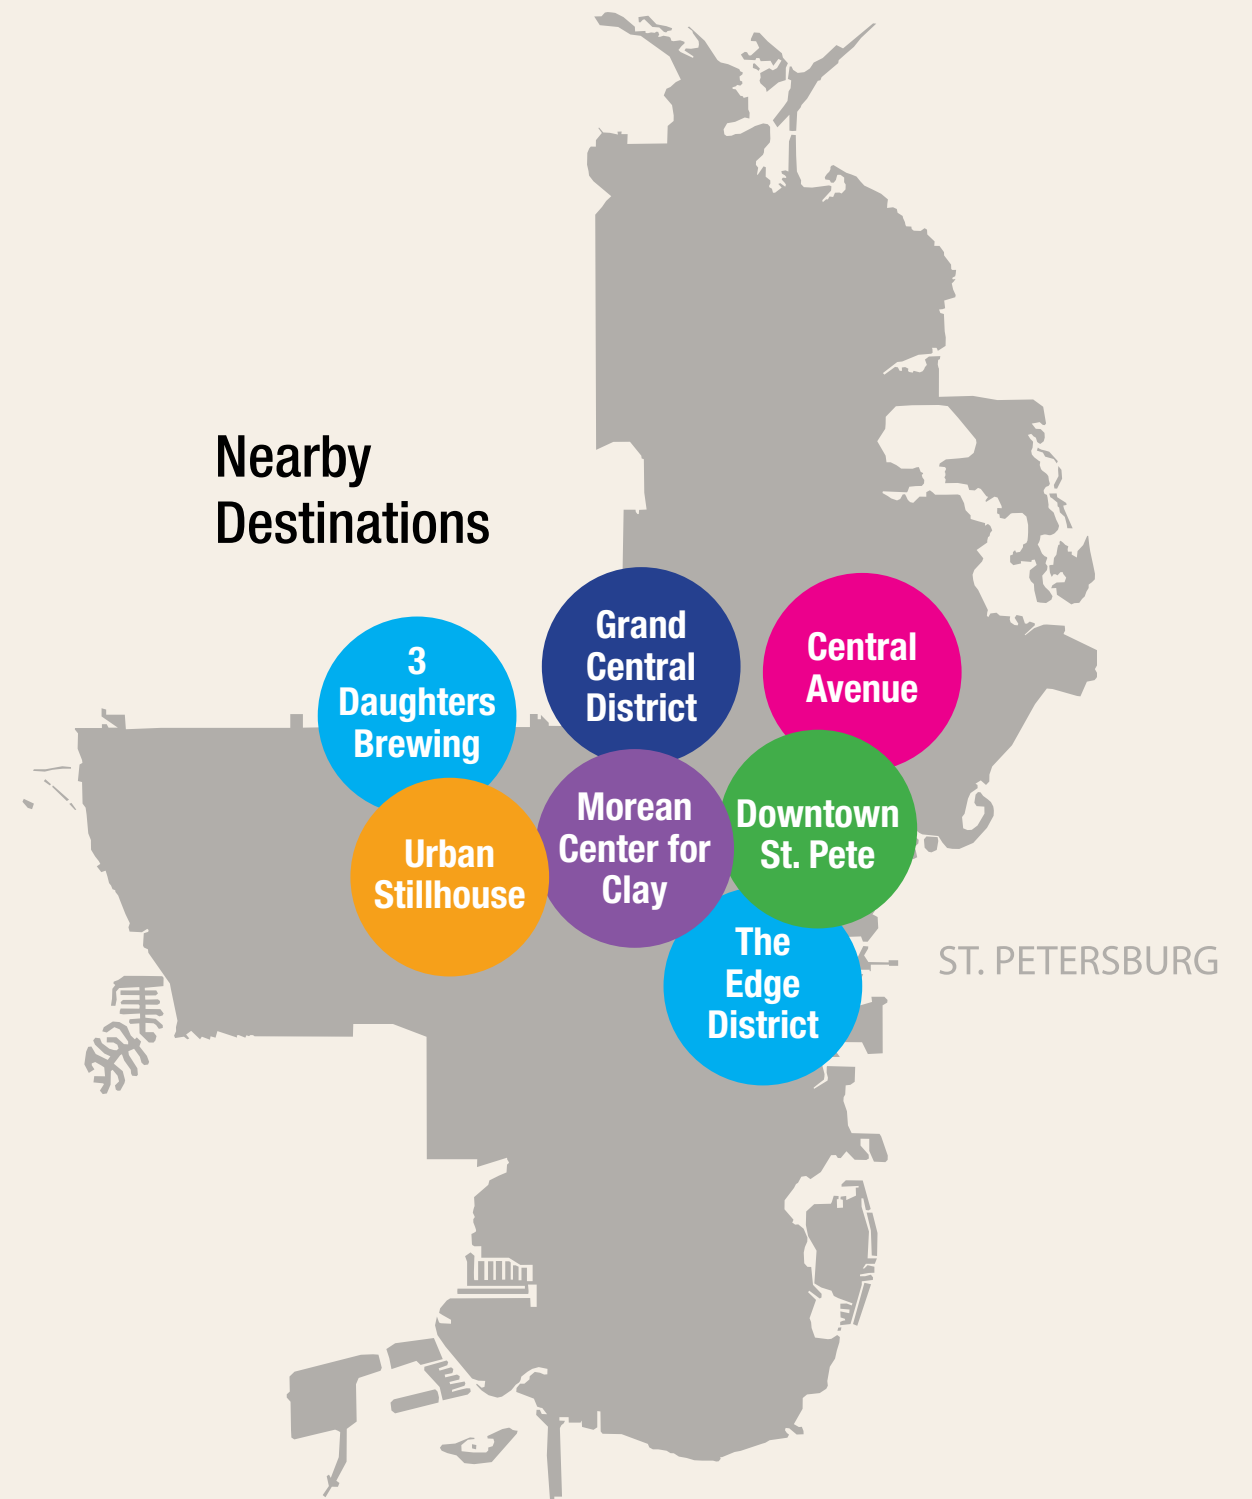 Nearby
Destinations
Grand
Central
District
Central
Avenue
3
Daughters
Brewing
Morean
Center for
Clay
Downtown
St. Pete
Urban
Stillhouse
The
Edge
District
ST. PETERSBURG